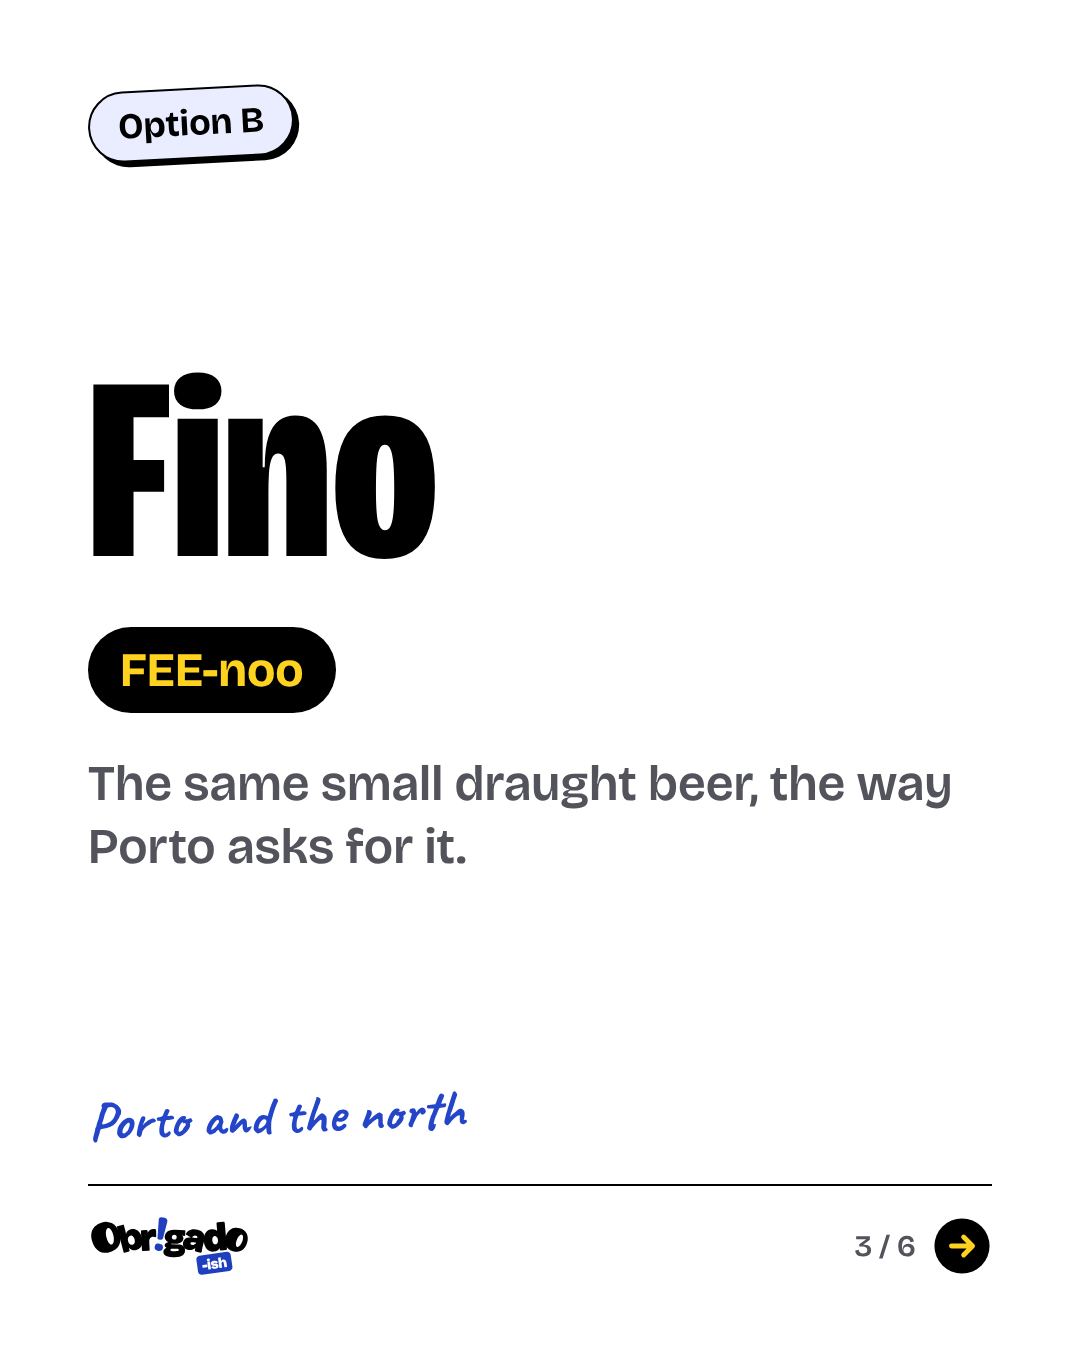 Option B
Fino
FEE-noo
The same small draught beer, the way
Porto asks for it.
Porto and the north
Obr!gado
-ish
3 / 6